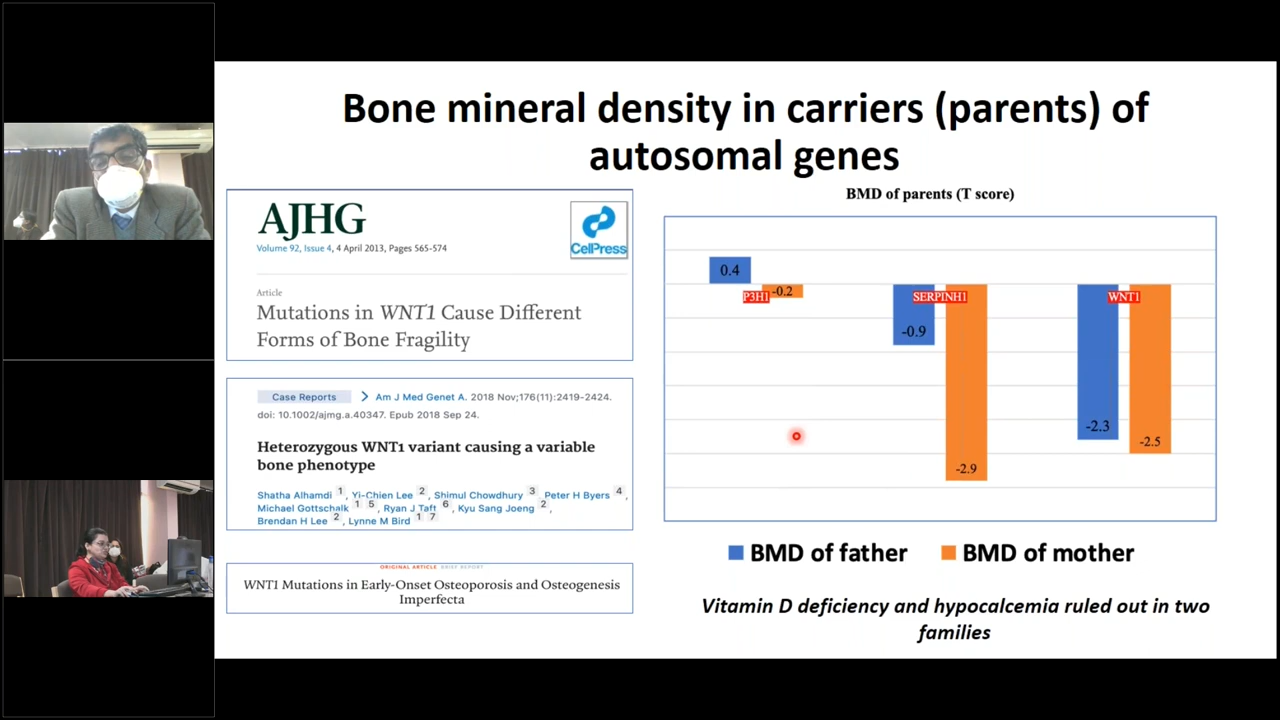 Bone mineral density in carriers (parents) of
autosomal genes
AJHG
Volume 92, Issue 4, 4 April 2013, Pages 565-574
CellPress
Article
Mutations in WNT1 Cause Different
Forms of Bone Fragility
Case Reports > Am J Med Genet A. 2018 Nov;176(11):2419-2424.
doi: 10.1002/ajmg.a.40347. Epub 2018 Sep 24.
Heterozygous WNT1 variant causing a variable
bone phenotype
Shatha Alhamdi 1, Yi-Chien Lee 2, Shimul Chowdhury 3, Peter H Byers 4,
Michael Gottschalk 1 5, Ryan J Taft 6, Kyu Sang Joeng 2,
Brendan H Lee 2, Lynne M Bird 1 7
ORIGINAL ARTICLE BRIEF REPORT
WNT1 Mutations in Early-Onset Osteoporosis and Osteogenesis
Imperfecta
BMD of parents (T score)
0.4
P3H1 -0.2
SERPINH1
WNT1
-0.9
-2.3
-2.5
-2.9
BMD of father BMD of mother
Vitamin D deficiency and hypocalcemia ruled out in two
families